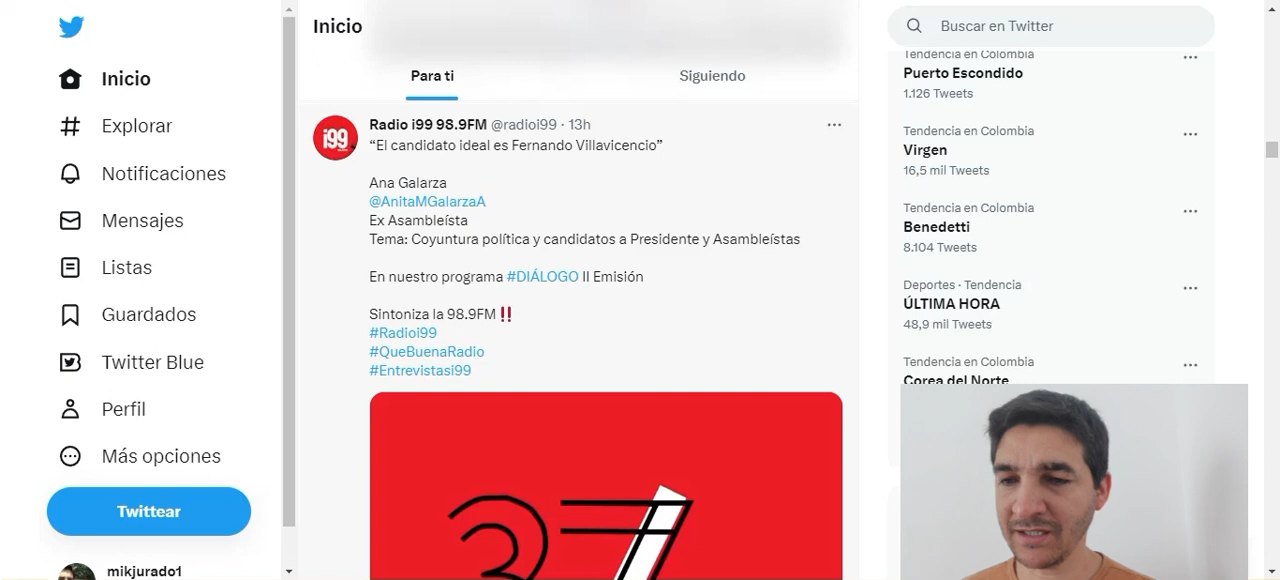 Inicio
Explorar
Notificaciones
Mensajes
Listas
Guardados
Twitter Blue
Perfil
Más opciones
Twittear
mikjurado1
Inicio
Para ti
Siguiendo
i99
Radio i99 98.9FM @radioi99 · 13h
“El candidato ideal es Fernando Villavicencio”
Ana Galarza
@AnitaMGalarzaA
Ex Asambleísta
Tema: Coyuntura política y candidatos a Presidente y Asambleístas
En nuestro programa #DIÁLOGO II Emisión
Sintoniza la 98.9FM ‼️
#Radioi99
#QueBuenaRadio
#Entrevistasi99
Buscar en Twitter
Tendencia en Colombia
Puerto Escondido
1.126 Tweets
Tendencia en Colombia
Virgen
16,5 mil Tweets
Tendencia en Colombia
Benedetti
8.104 Tweets
Deportes · Tendencia
ÚLTIMA HORA
48,9 mil Tweets
Tendencia en Colombia
Corea del Norte